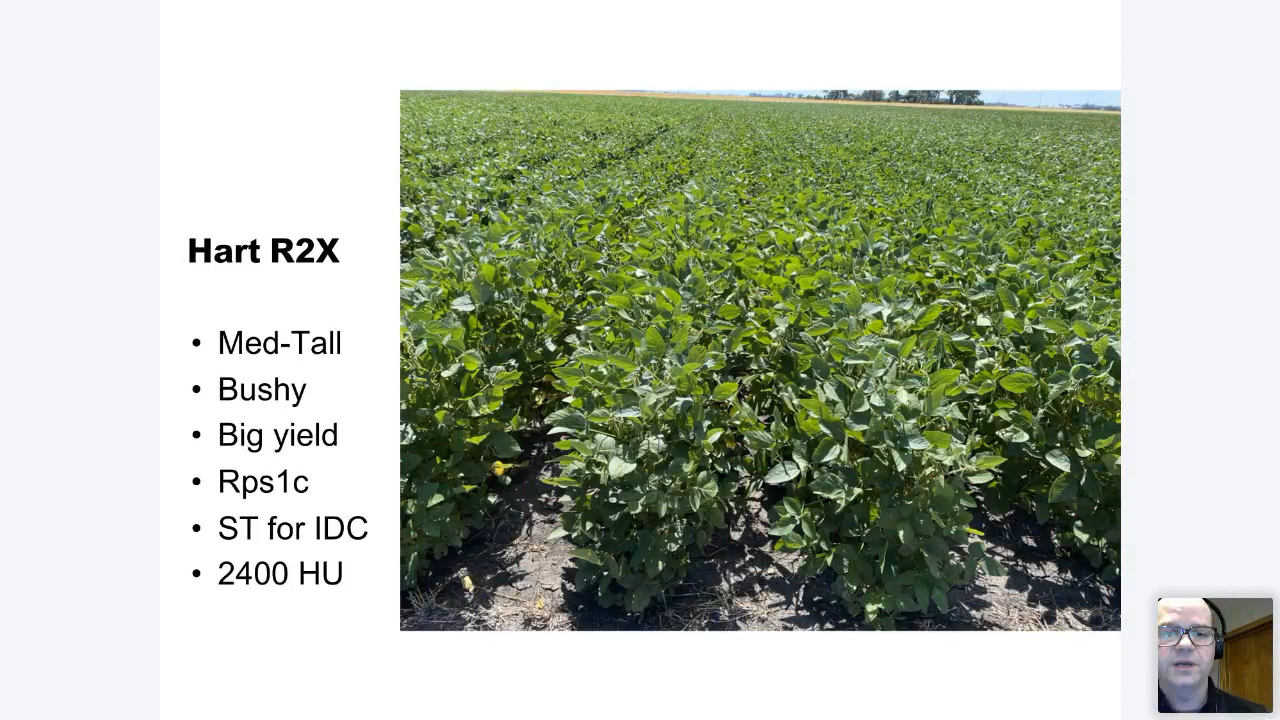 Hart R2X
• Med-Tall
• Bushy
• Big yield
• Rps1c
• ST for IDC
• 2400 HU